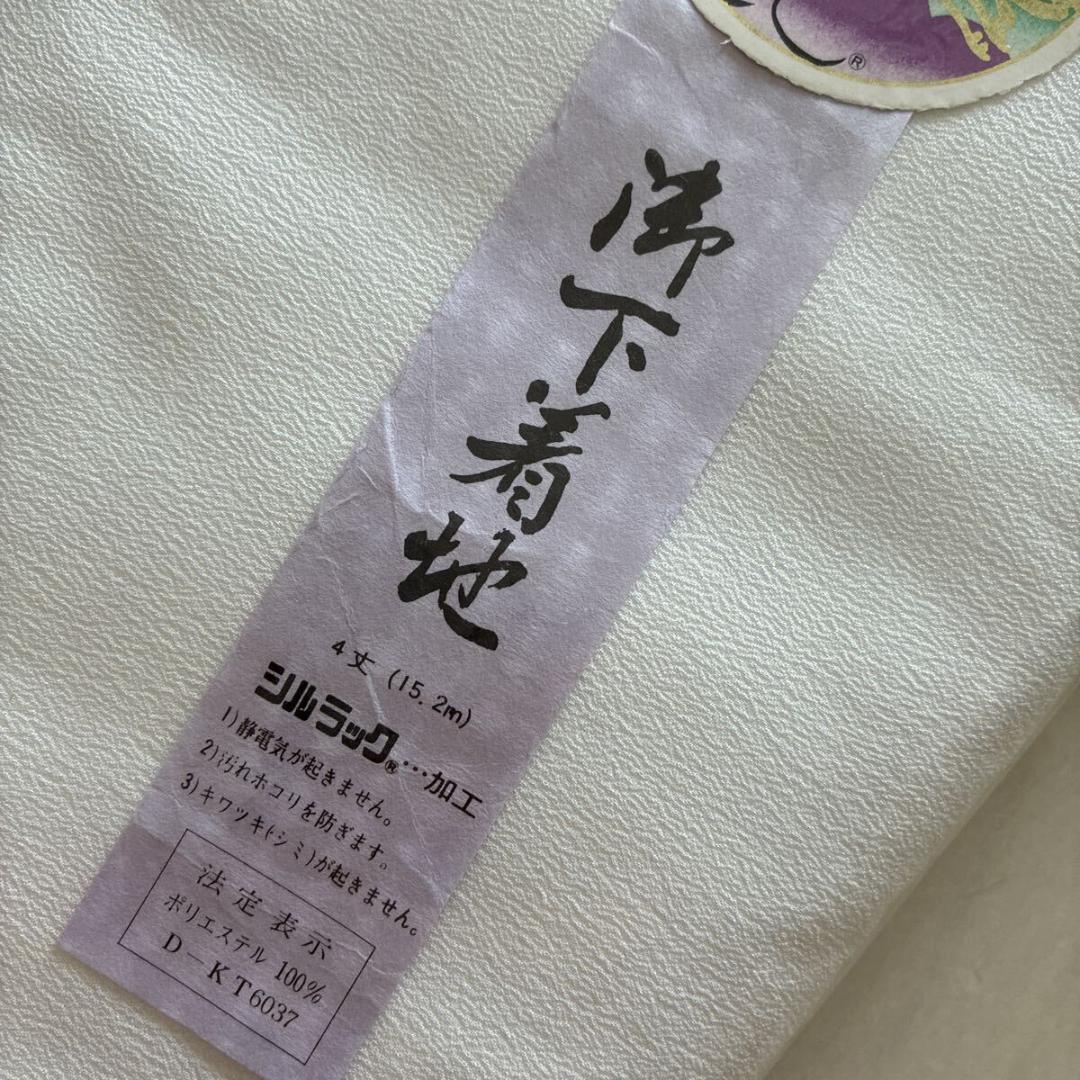 ®
御下着地
4丈 (15.2m)
シルラック®…加工
1)静電気が起きません。
2)汚れホコリを防ぎます。
3)キワツキ(トシミ)が起きません。
法定表示
ポリエステル 100%
D-KT6037